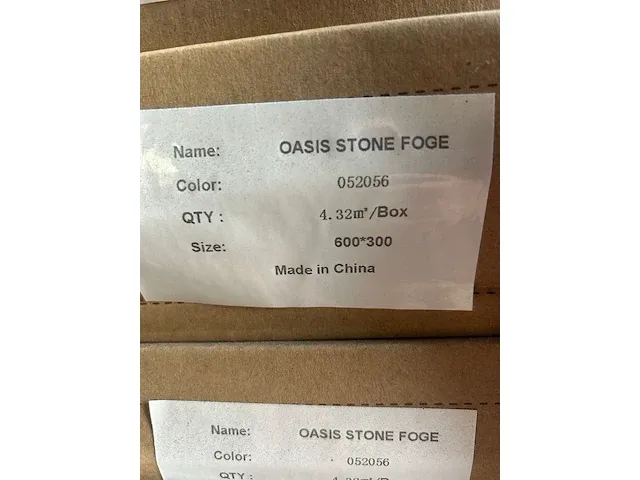 Name: OASIS STONE FOGE
Color: 052056
QTY : 4.32㎡/Box
Size: 600*300
Made in China
Name: OASIS STONE FOGE
Color: 052056
QTY :